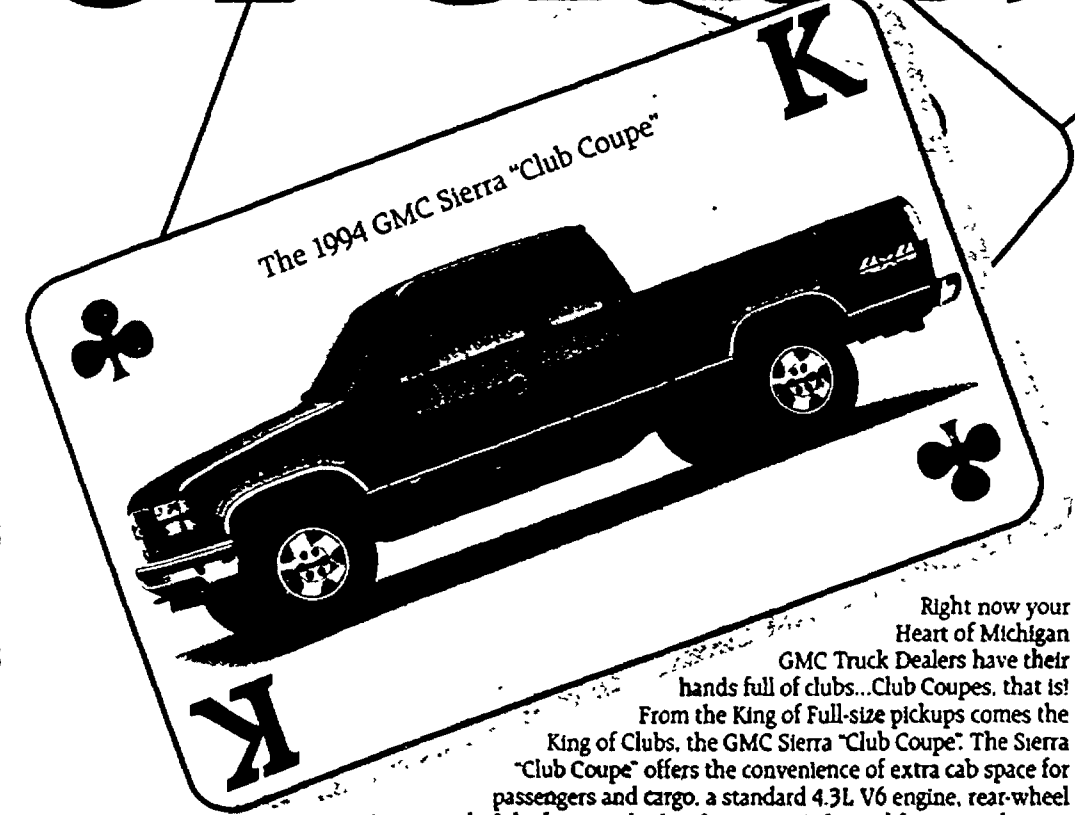 K
The 1994 GMC Sierra "Club Coupe"
4x4
K
Right now your
Heart of Michigan
GMC Truck Dealers have their
hands full of clubs...Club Coupes, that is!
From the King of Full-size pickups comes the
King of Clubs, the GMC Sierra "Club Coupe". The Sierra
"Club Coupe" offers the convenience of extra cab space for
passengers and cargo, a standard 4.3L V6 engine, rear-wheel